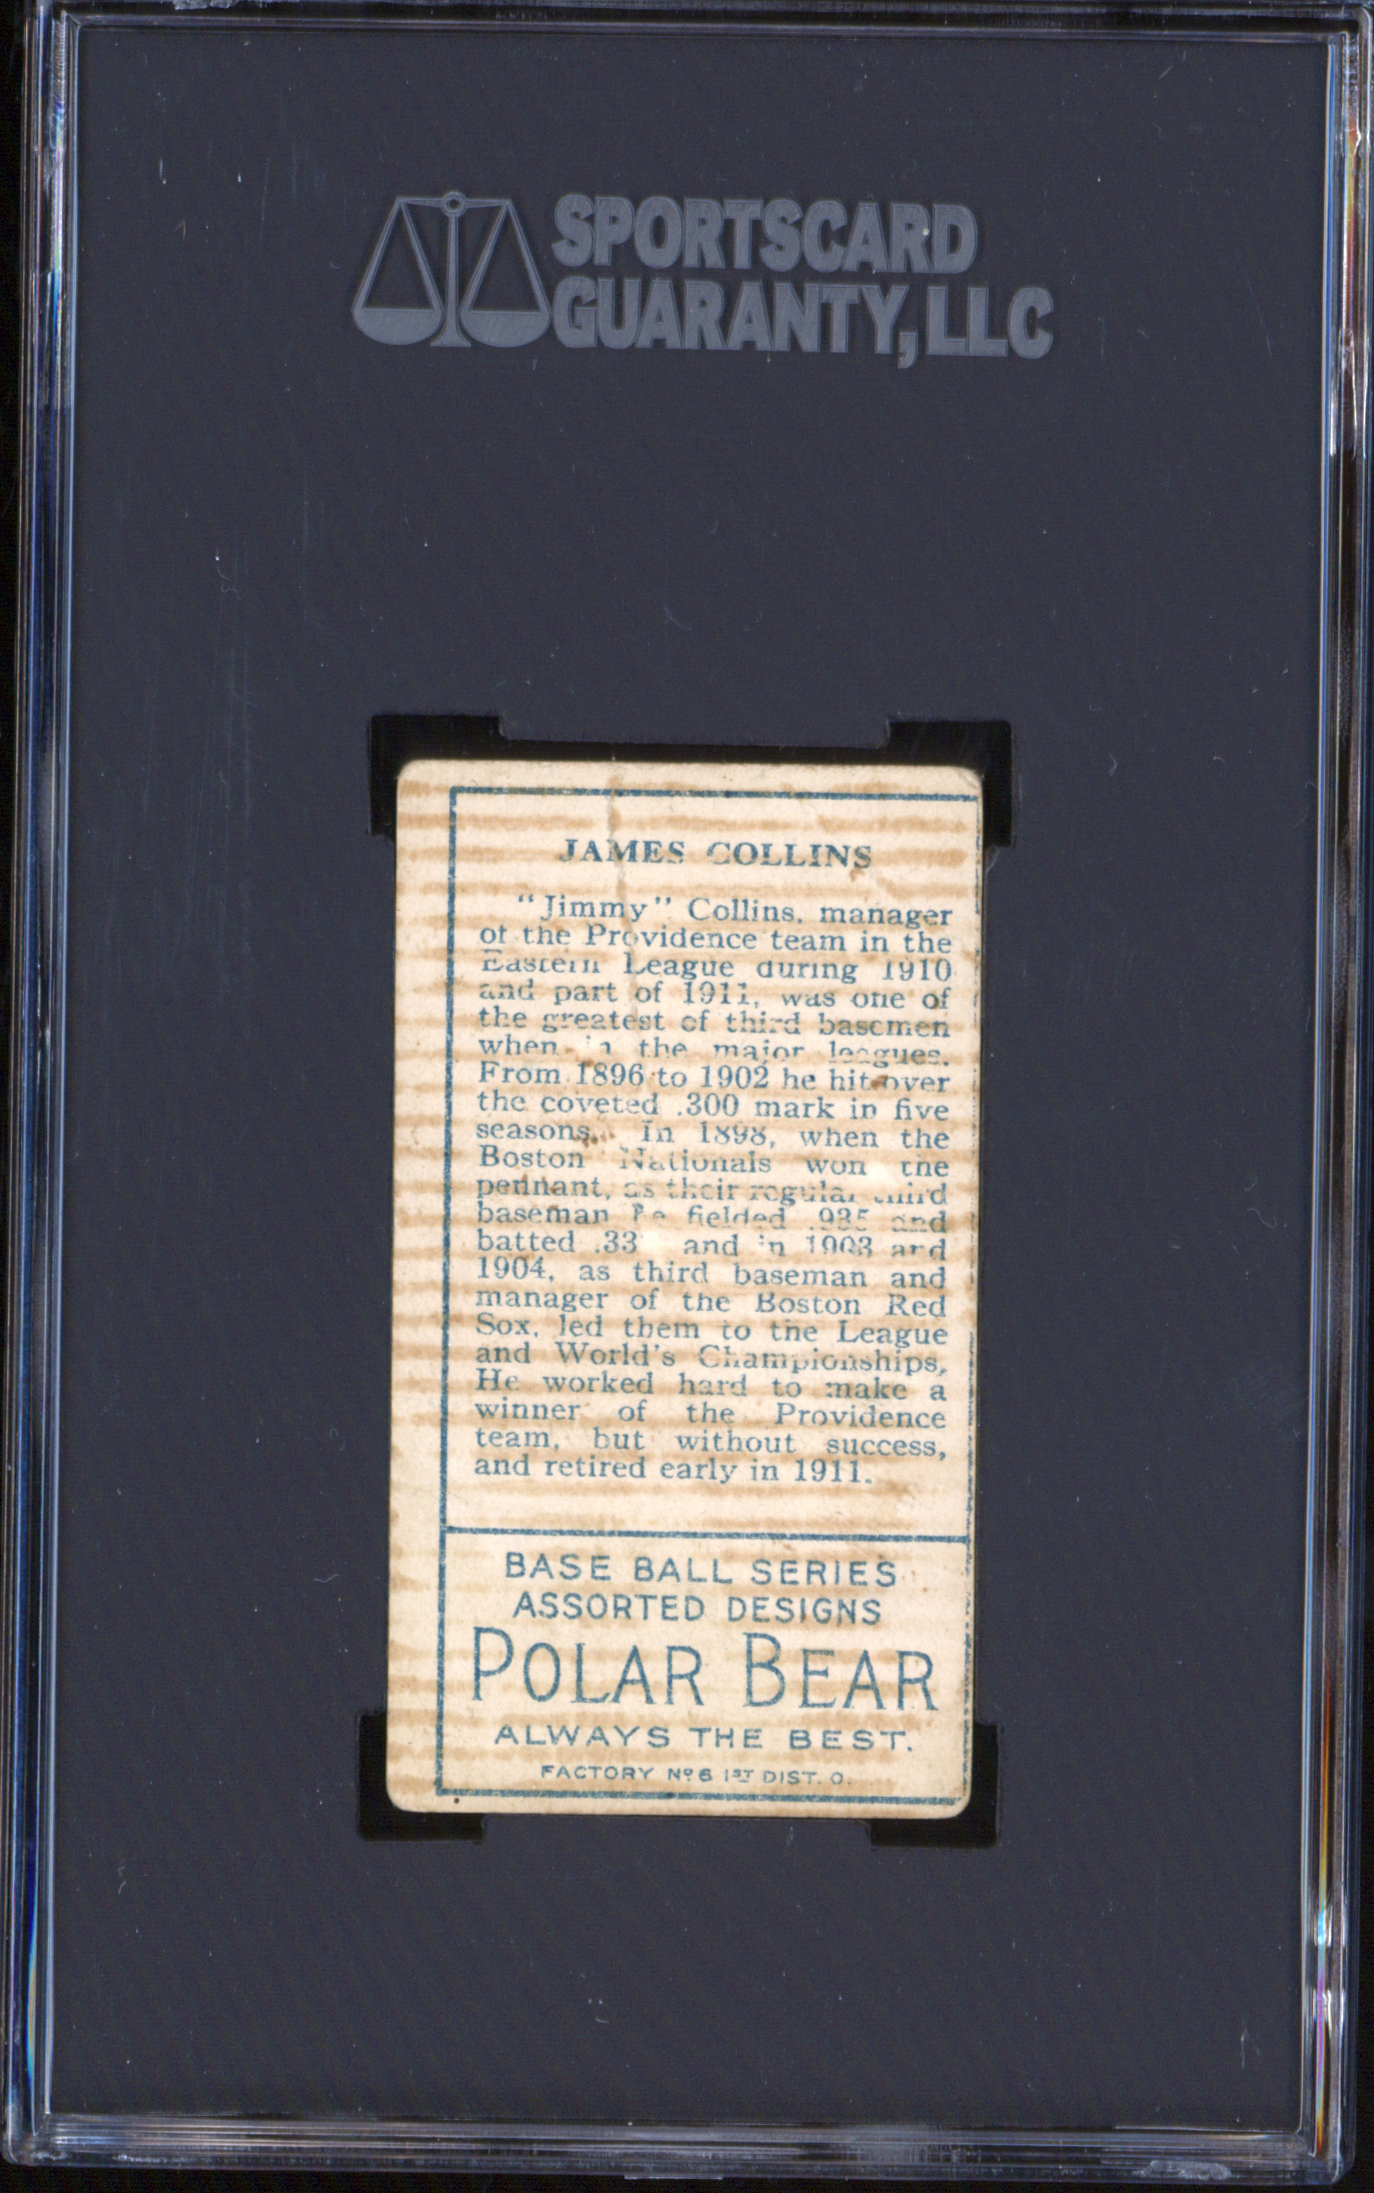 SPORTSCARD
GUARANTY, LLC
JAMES COLLINS
"Jimmy" Collins, manager
of the Providence team in the
Eastern League during 1910
and part of 1911, was one of
the greatest of third basemen
when in the major leagues.
From 1896 to 1902 he hit over
the coveted .300 mark in five
seasons. In 1898, when the
Boston Nationals won the
pennant, as their regular third
baseman he fielded .935 and
batted .33 and in 1903 and
1904, as third baseman and
manager of the Boston Red
Sox, led them to the League
and World's Championships.
He worked hard to make a
winner of the Providence
team, but without success,
and retired early in 1911.
BASE BALL SERIES
ASSORTED DESIGNS
POLAR BEAR
ALWAYS THE BEST.
FACTORY Nº 6 1ST DIST. O.